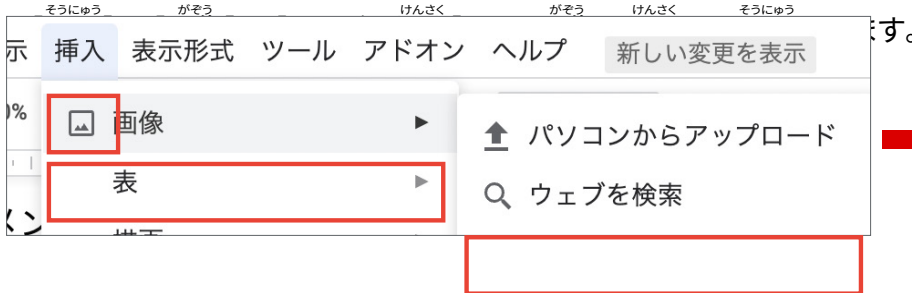 そうにゅう がぞう けんさく がぞう けんさく そうにゅう
示 挿入 表示形式 ツール アドオン ヘルプ 新しい変更を表示 ます。
画像 ▶
パソコンからアップロード
表 ▶
ウェブを検索